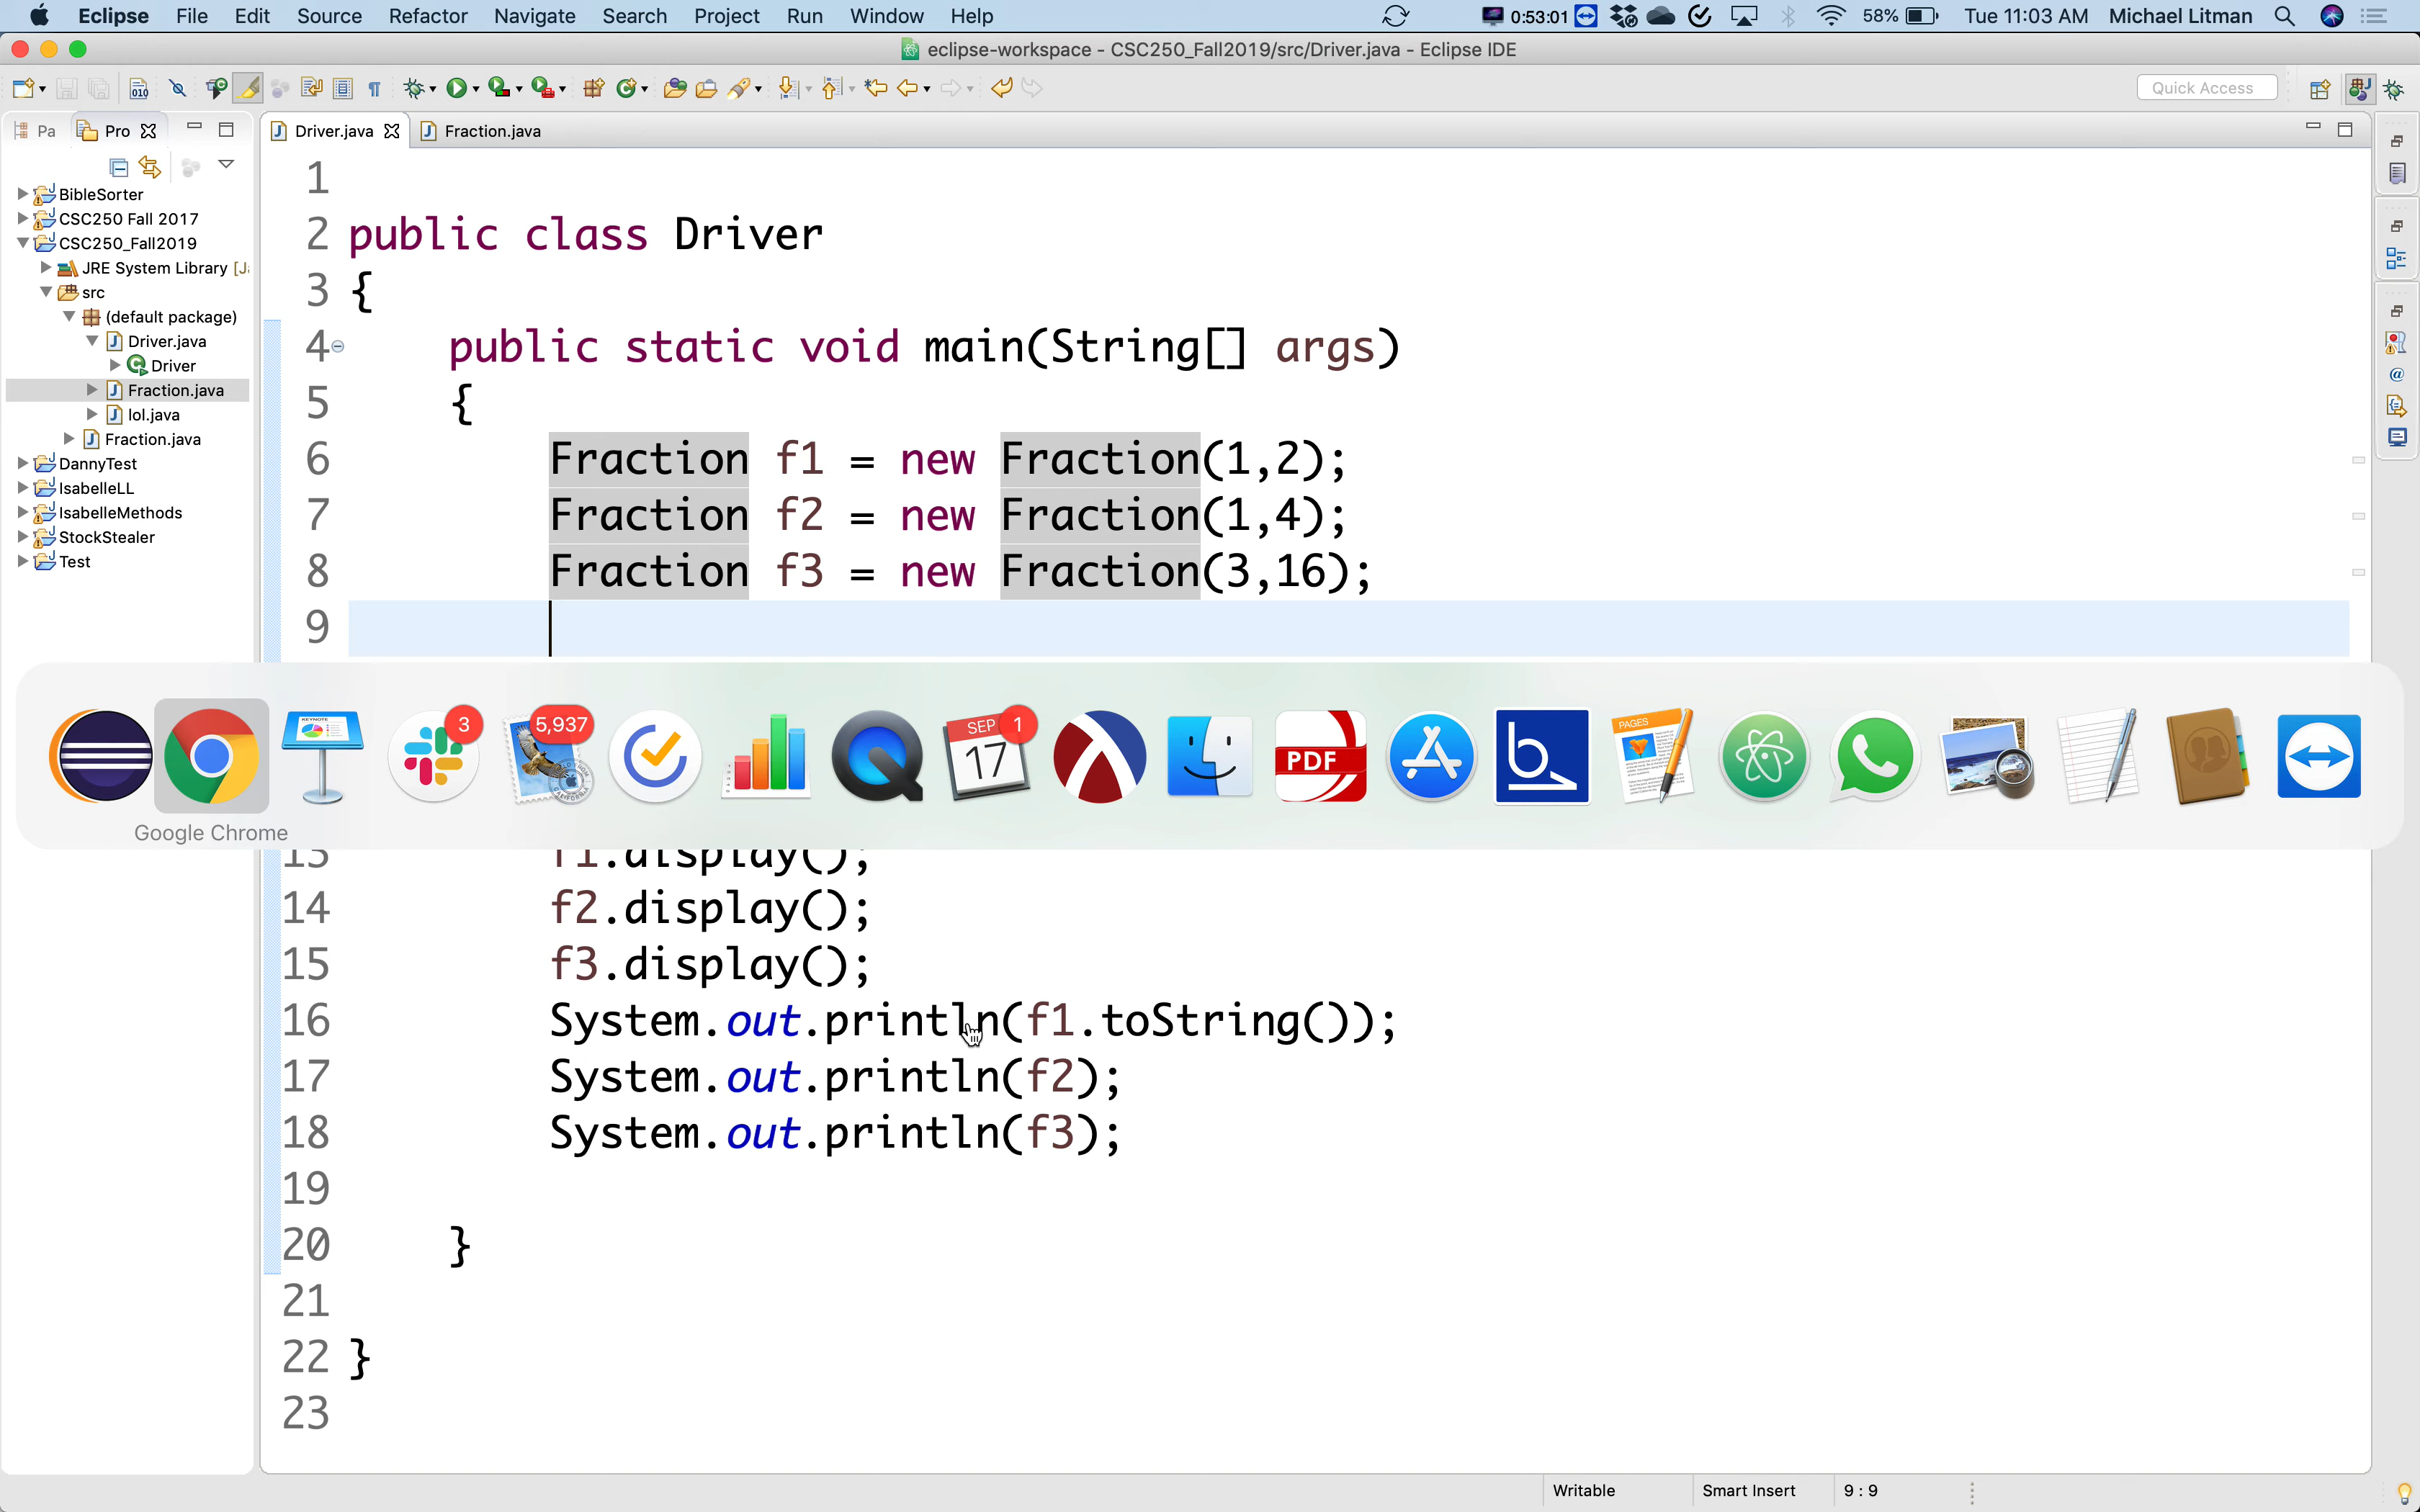 Eclipse File Edit Source Refactor Navigate Search Project Run Window Help 0:53:01 58% Tue 11:03 AM Michael Litman
eclipse-workspace - CSC250_Fall2019/src/Driver.java - Eclipse IDE
Quick Access
Pa Pro Driver.java Fraction.java
BibleSorter
CSC250 Fall 2017
CSC250_Fall2019
JRE System Library
src
(default package)
Driver.java
Driver
Fraction.java
lol.java
Fraction.java
DannyTest
IsabelleLL
IsabelleMethods
StockStealer
Test
1
2 public class Driver
3 {
4 public static void main(String[] args)
5 {
6 Fraction f1 = new Fraction(1,2);
7 Fraction f2 = new Fraction(1,4);
8 Fraction f3 = new Fraction(3,16);
9
KEYNOTE 3 5,937 SEP 17 1 PDF PAGES
Google Chrome
13 f1.display();
14 f2.display();
15 f3.display();
16 System.out.println(f1.toString());
17 System.out.println(f2);
18 System.out.println(f3);
19
20 }
21
22 }
23
Writable Smart Insert 9 : 9